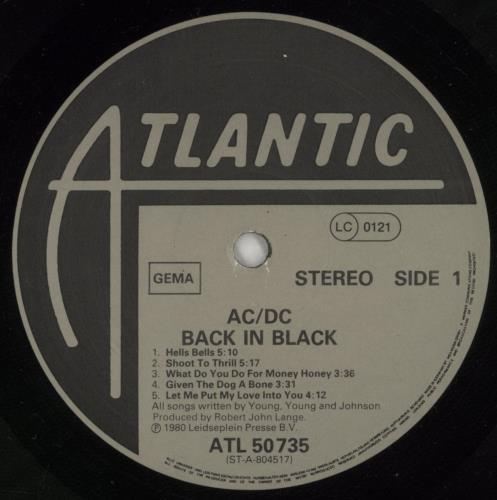 ATLANTIC
LC 0121
GEMA
STEREO SIDE 1
AC/DC
BACK IN BLACK
1. Hells Bells 5:10
2. Shoot To Thrill 5:17
3. What Do You Do For Money Honey 3:36
4. Given The Dog A Bone 3:31
5. Let Me Put My Love Into You 4:12
All songs written by Young, Young and Johnson
Produced by Robert John Lange.
℗ 1980 Leidseplein Presse B.V.
ATL 50 735
(ST-A-804517)